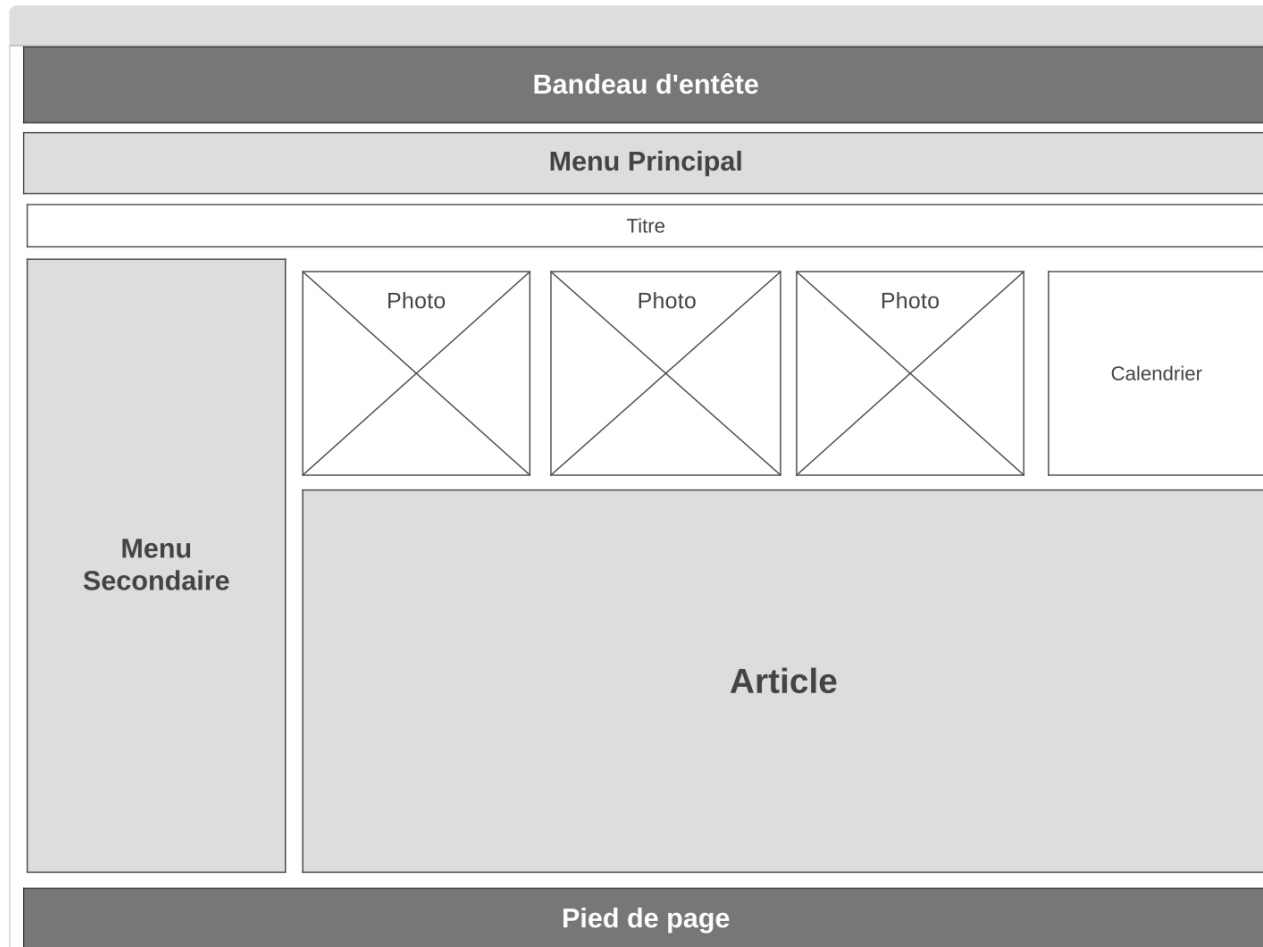 Bandeau d'entête
Menu Principal
Titre
Photo
Photo
Photo
Calendrier
Menu
Secondaire
Article
Pied de page